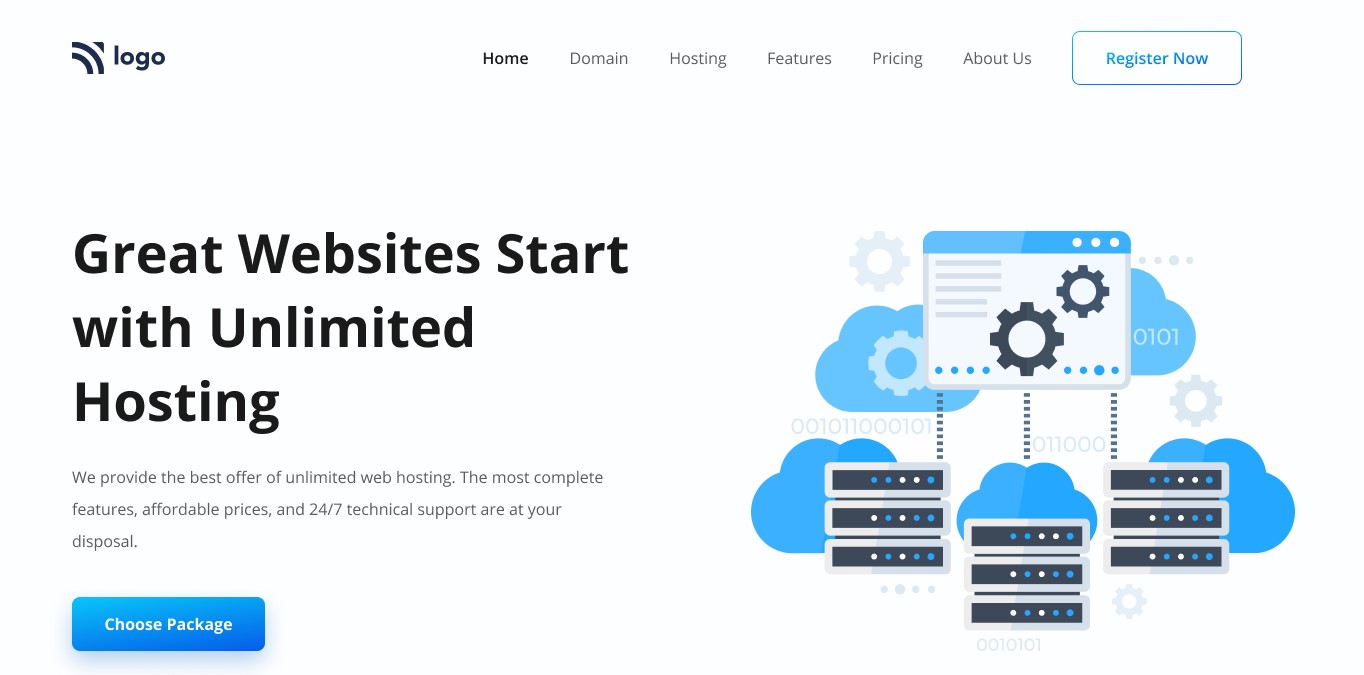 logo
Home Domain Hosting Features Pricing About Us Register Now
Great Websites Start
with Unlimited
Hosting
We provide the best offer of unlimited web hosting. The most complete
features, affordable prices, and 24/7 technical support are at your
disposal.
Choose Package
0101
001011000101
011000
0010101